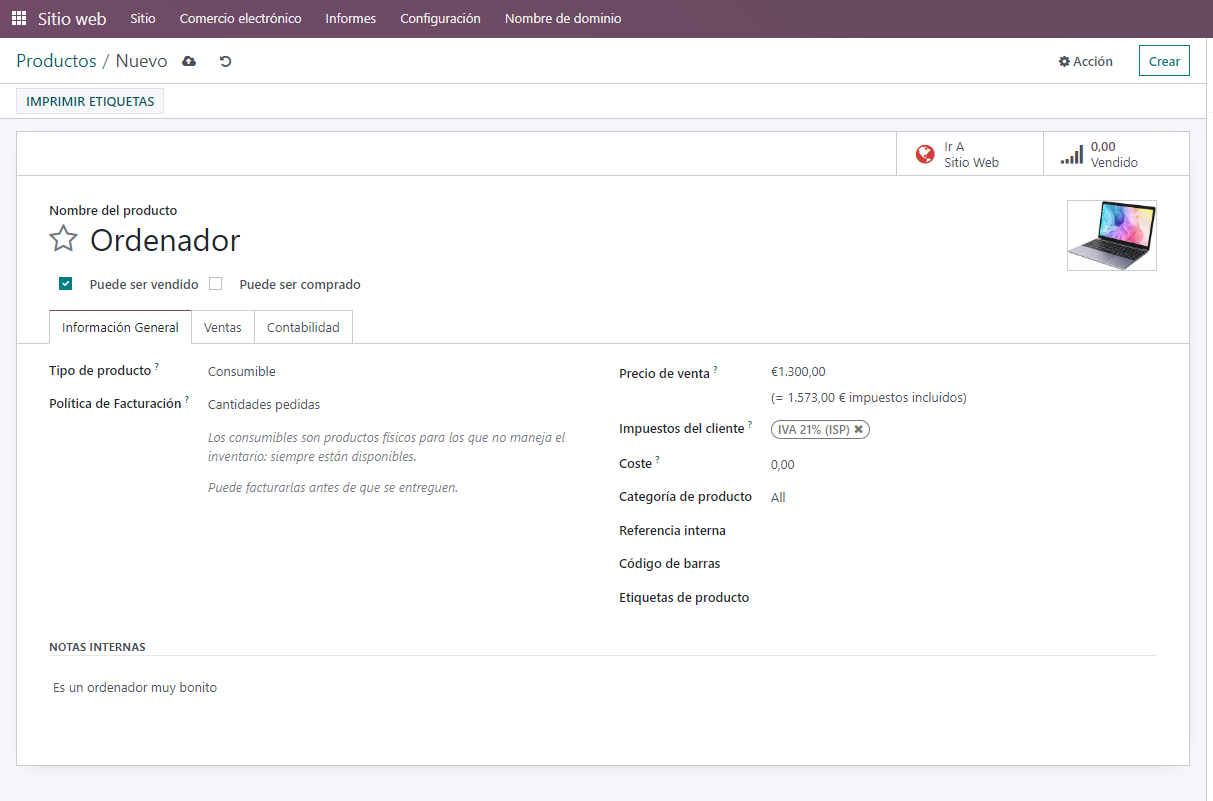 Sitio web Sitio Comercio electrónico Informes Configuración Nombre de dominio
Productos / Nuevo
Acción Crear
IMPRIMIR ETIQUETAS
Ir A
Sitio Web
0,00
Vendido
Nombre del producto
Ordenador
Puede ser vendido Puede ser comprado
Información General Ventas Contabilidad
Tipo de producto ? Consumible
Política de Facturación ? Cantidades pedidas
Los consumibles son productos físicos para los que no maneja el
inventario: siempre están disponibles.
Puede facturarlas antes de que se entreguen.
Precio de venta ? €1.300,00
(= 1.573,00 € impuestos incluidos)
Impuestos del cliente ? IVA 21% (ISP)
Coste ? 0,00
Categoría de producto All
Referencia interna
Código de barras
Etiquetas de producto
NOTAS INTERNAS
Es un ordenador muy bonito